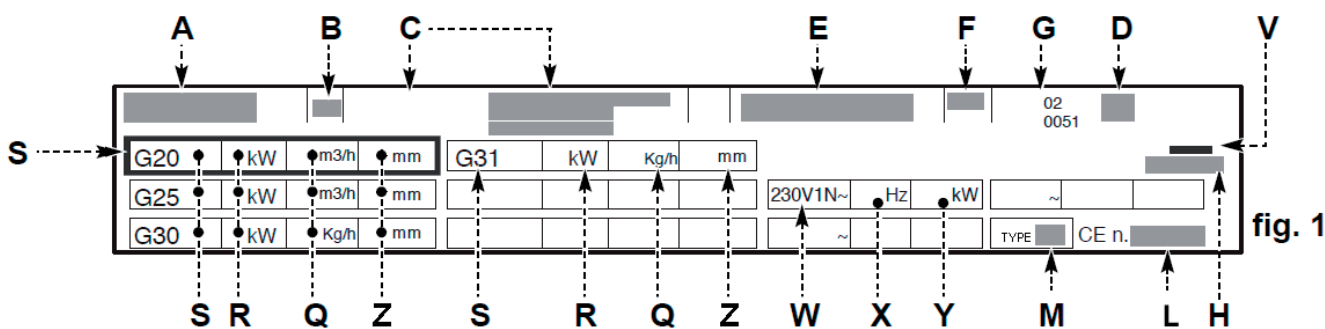 A B C E F G D V
02
0051
S
G20 kW m3/h mm G31 kW Kg/h mm
G25 kW m3/h mm 230V1N~ Hz kW ~
G30 kW Kg/h mm ~ TYPE CE n.
fig. 1
S R Q Z S R Q Z W X Y M L H